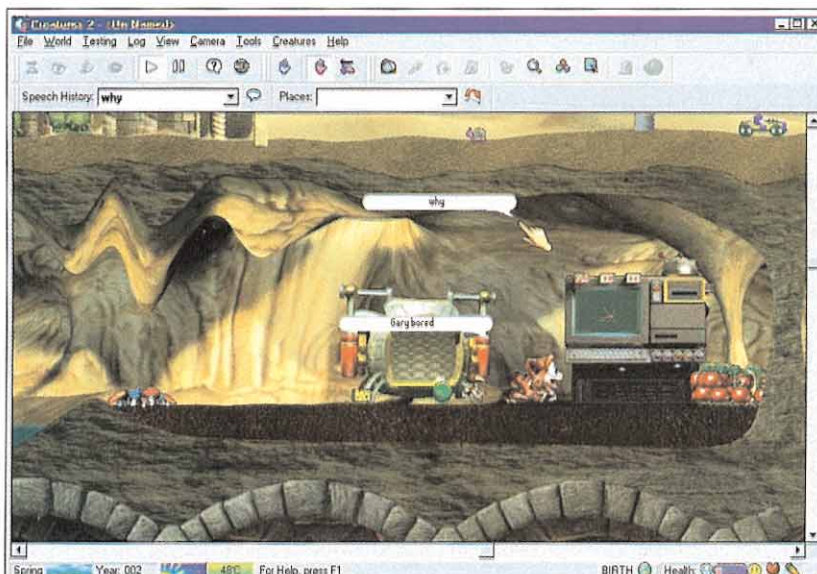 Creatures 2 - <Un Named>
File World Testing Log View Camera Tools Creatures Help
Speech History: why Places:
why
Gary bored
Spring Year: 002 48°C For Help, press F1 BIRTH Health: